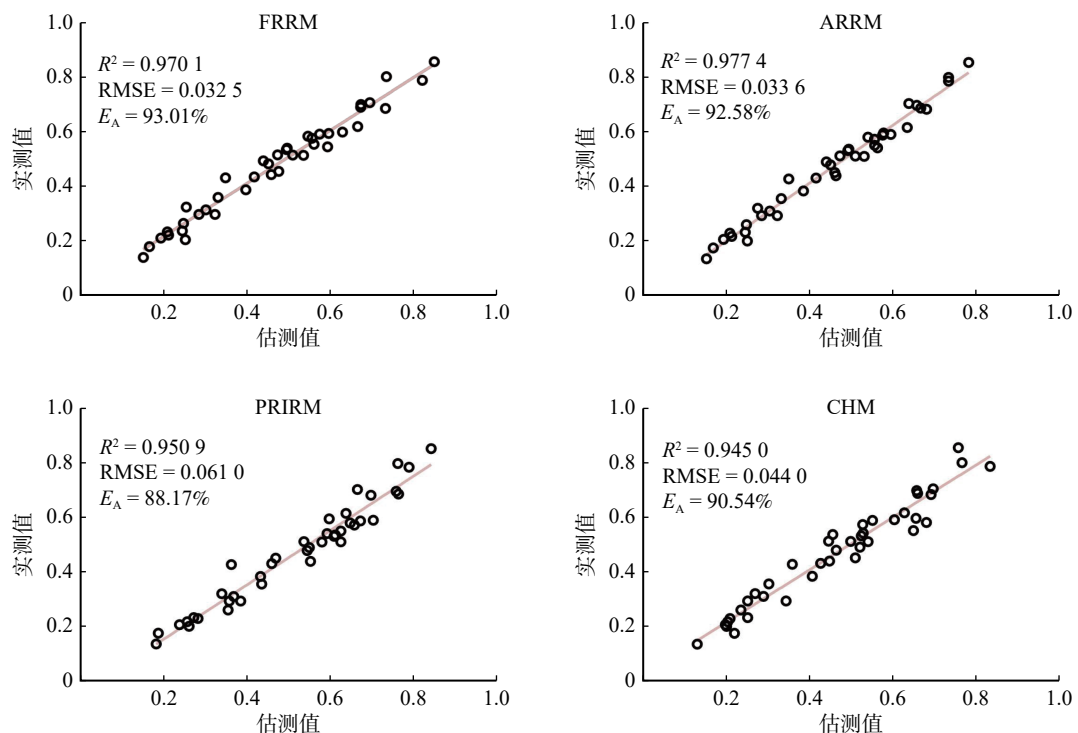 FRRM
R² = 0.970 1
RMSE = 0.032 5
E_A = 93.01%
1.0
0.8
0.6
0.4
0.2
0
实测值
0.2 0.4 0.6 0.8 1.0
估测值
ARRM
R² = 0.977 4
RMSE = 0.033 6
E_A = 92.58%
1.0
0.8
0.6
0.4
0.2
0
实测值
0.2 0.4 0.6 0.8 1.0
估测值
PRIRM
R² = 0.950 9
RMSE = 0.061 0
E_A = 88.17%
1.0
0.8
0.6
0.4
0.2
0
实测值
0.2 0.4 0.6 0.8 1.0
估测值
CHM
R² = 0.945 0
RMSE = 0.044 0
E_A = 90.54%
1.0
0.8
0.6
0.4
0.2
0
实测值
0.2 0.4 0.6 0.8 1.0
估测值